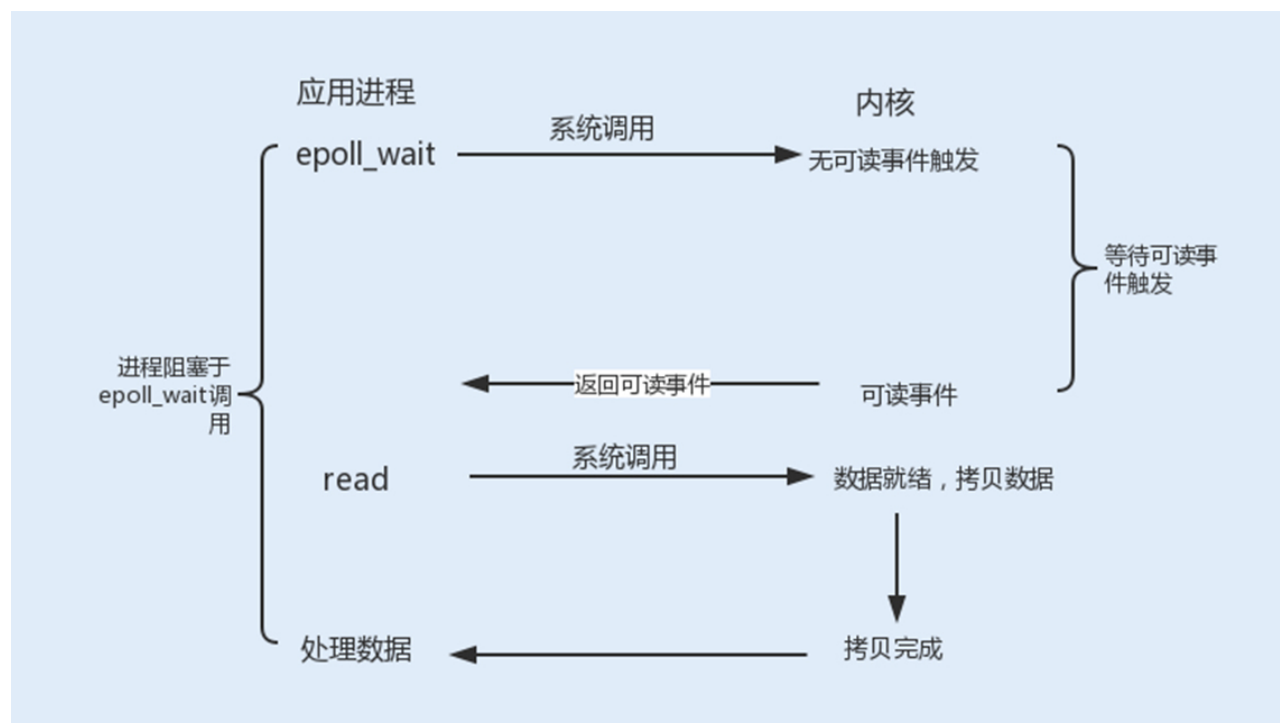 应用进程
内核
系统调用
epoll_wait
无可读事件触发
等待可读事
件触发
进程阻塞于
epoll_wait调
用
返回可读事件
可读事件
系统调用
read
数据就绪，拷贝数据
处理数据
拷贝完成